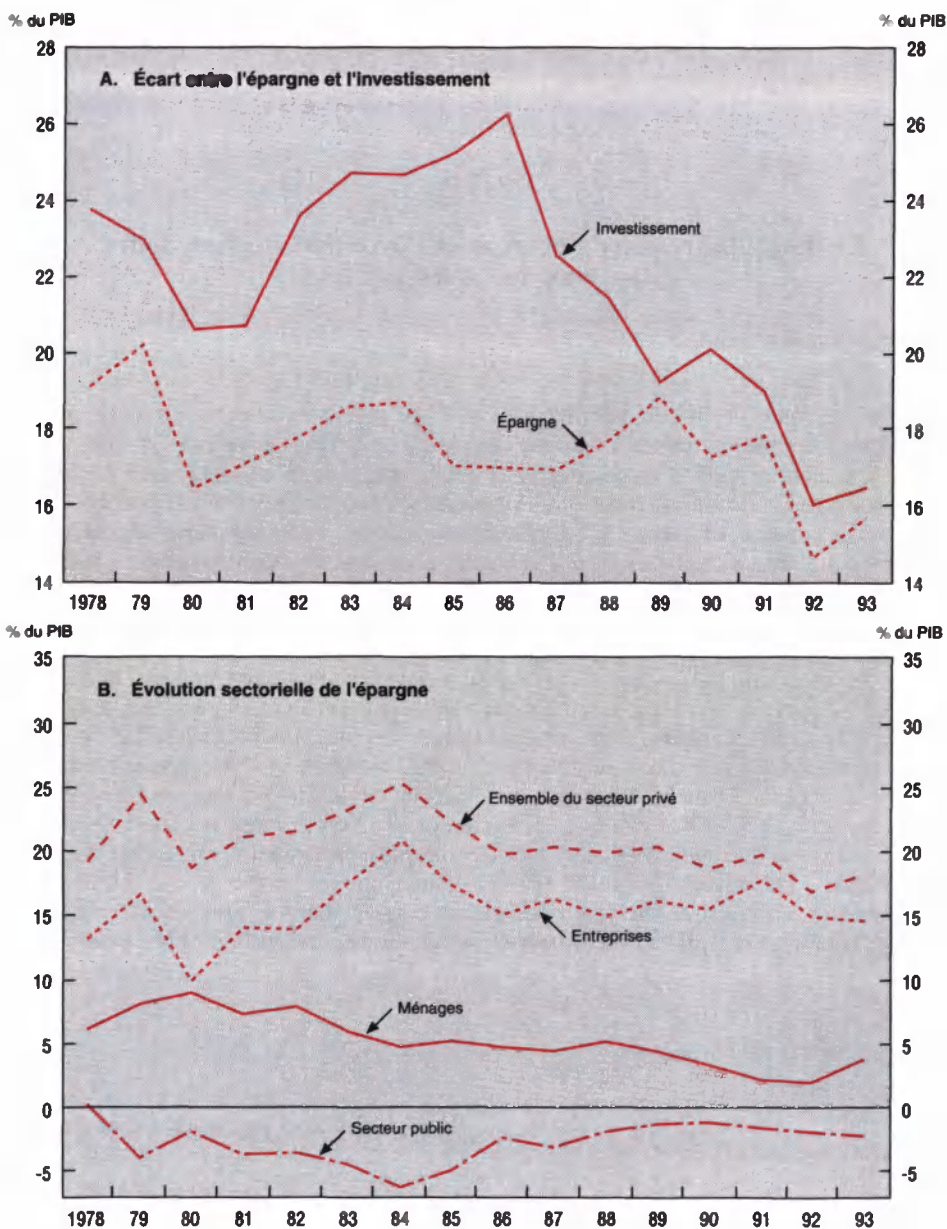 % du PIB % du PIB
A. Écart entre l'épargne et l'investissement
28 28
26 26
24 24
Investissement
22 22
20 20
18 18
Épargne
16 16
14 14
1978 79 80 81 82 83 84 85 86 87 88 89 90 91 92 93
% du PIB % du PIB
35 35
B. Évolution sectorielle de l'épargne
30 30
25 25
Ensemble du secteur privé
20 20
15 15
Entreprises
10 10
Ménages
5 5
0 0
Secteur public
-5 -5
1978 79 80 81 82 83 84 85 86 87 88 89 90 91 92 93